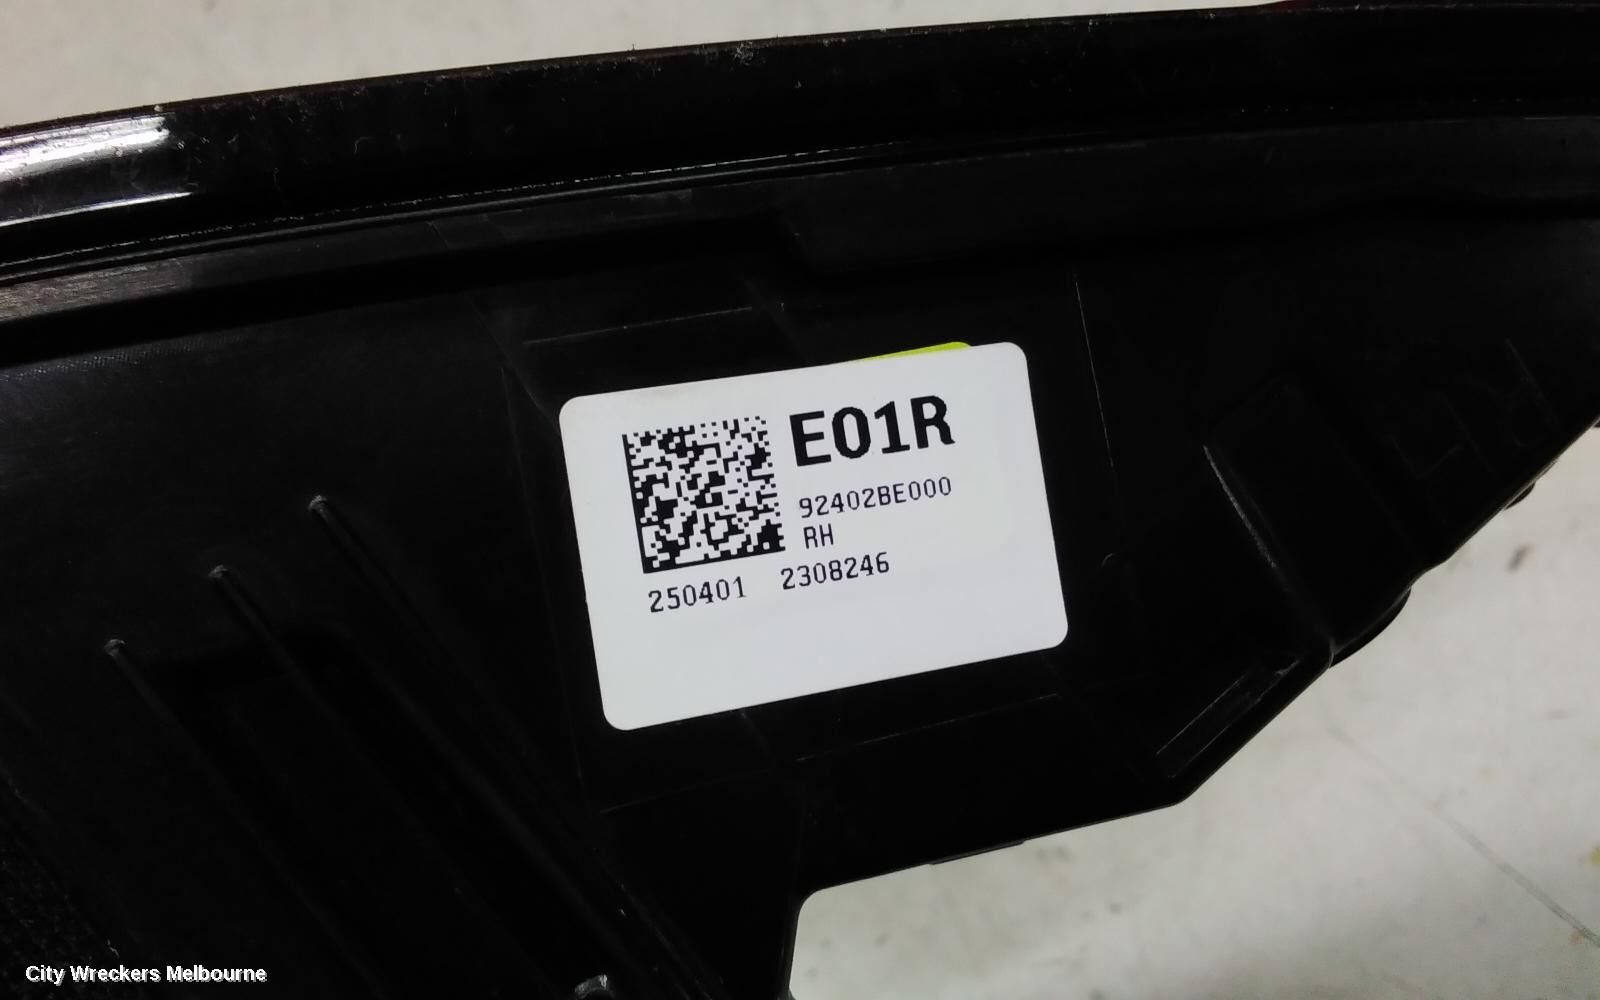 E01R
92402BE000
RH
250401 2308246
City Wreckers Melbourne